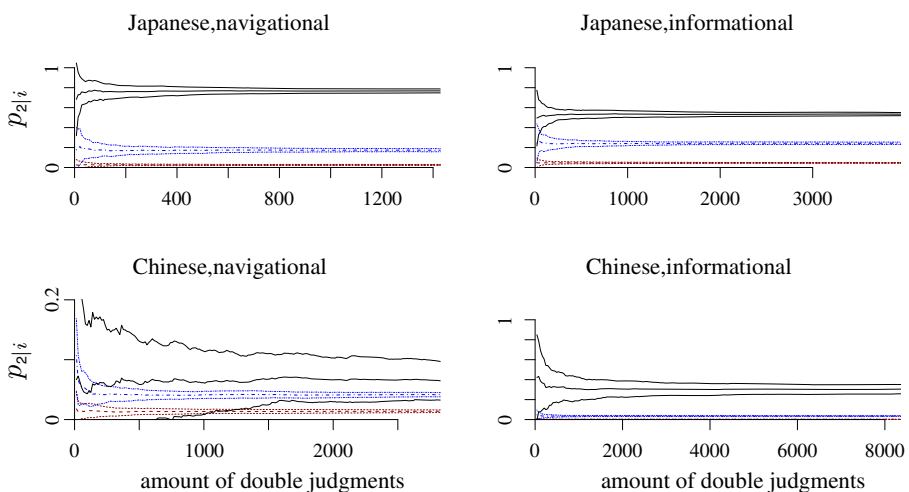 Japanese,navigational
Japanese,informational
p2|i
1
0
0 400 800 1200
1
0
0 1000 3000
Chinese,navigational
Chinese,informational
p2|i
0.2
0
0 1000 2000
1
0
0 2000 4000 6000 8000
amount of double judgments
amount of double judgments